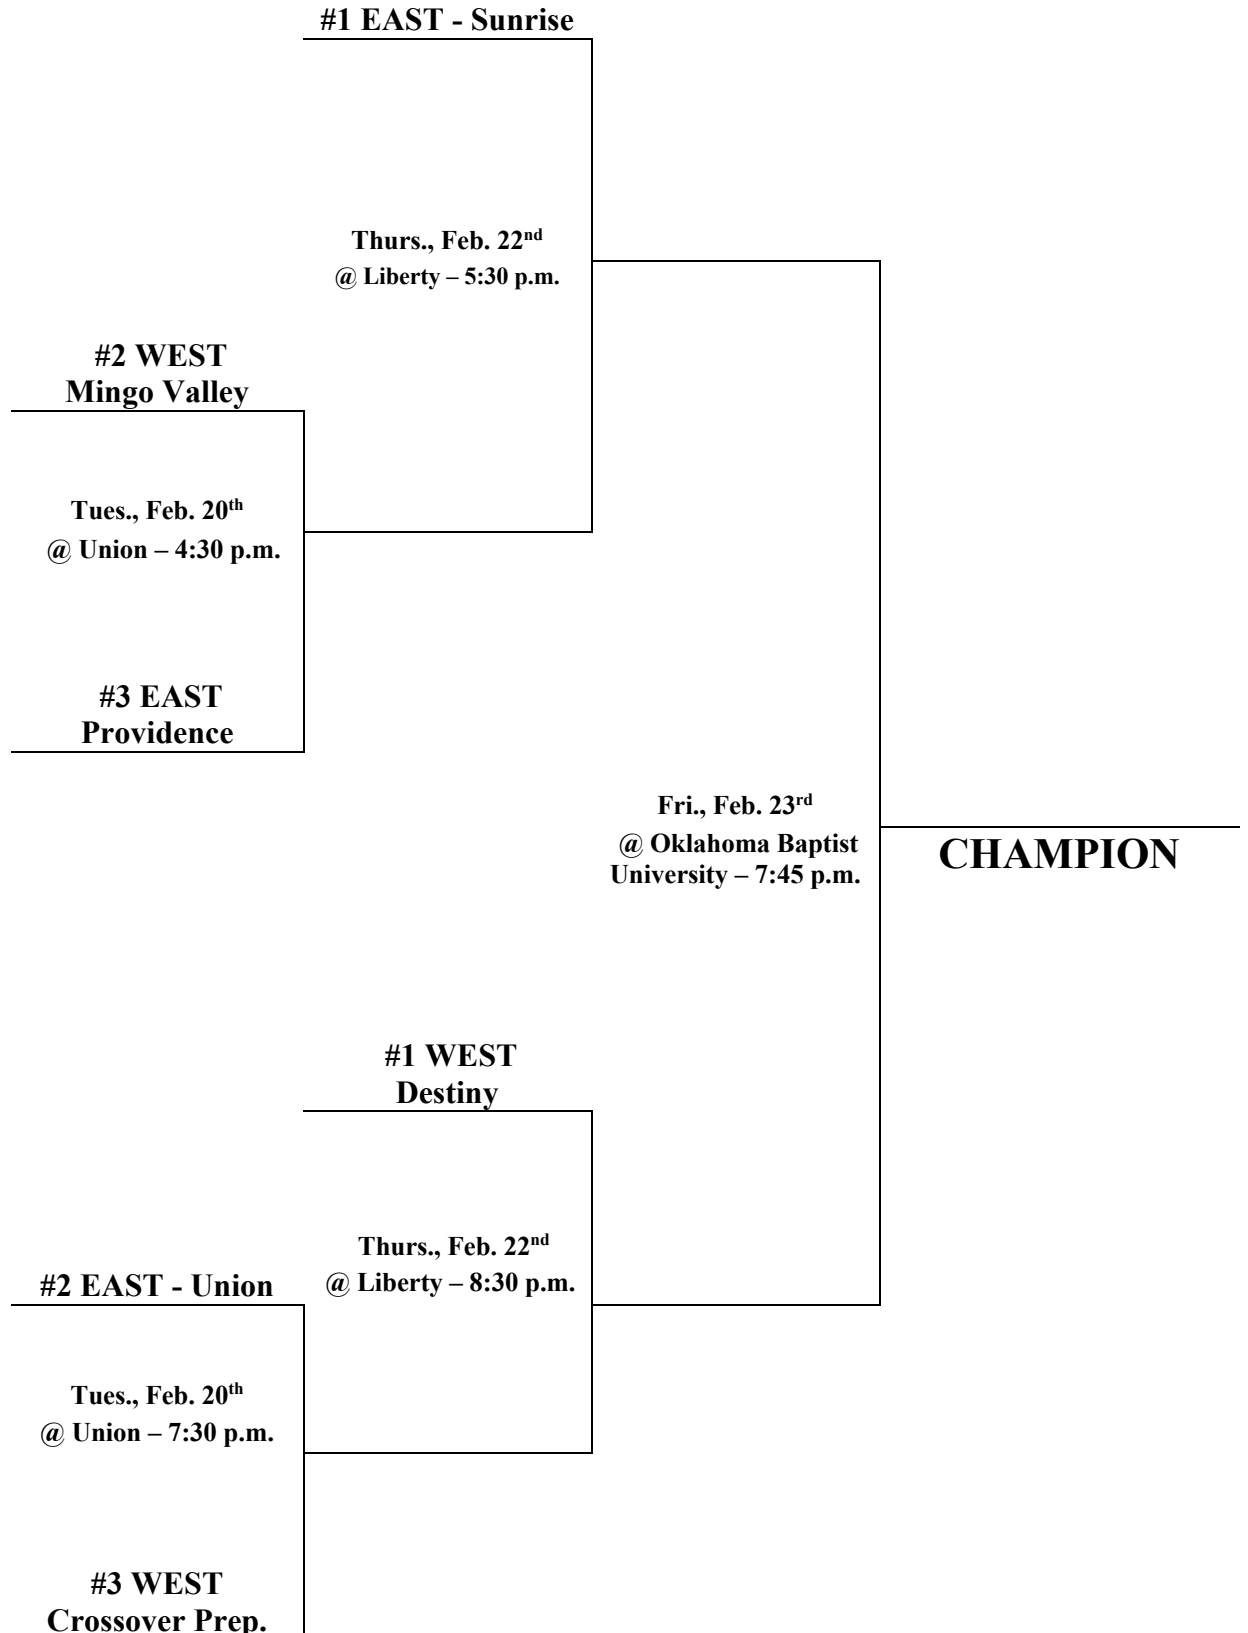 #1 EAST - Sunrise
Thurs., Feb. 22nd
@ Liberty – 5:30 p.m.
#2 WEST
Mingo Valley
Tues., Feb. 20th
@ Union – 4:30 p.m.
#3 EAST
Providence
Fri., Feb. 23rd
@ Oklahoma Baptist
University – 7:45 p.m.
CHAMPION
#1 WEST
Destiny
Thurs., Feb. 22nd
@ Liberty – 8:30 p.m.
#2 EAST - Union
Tues., Feb. 20th
@ Union – 7:30 p.m.
#3 WEST
Crossover Prep.